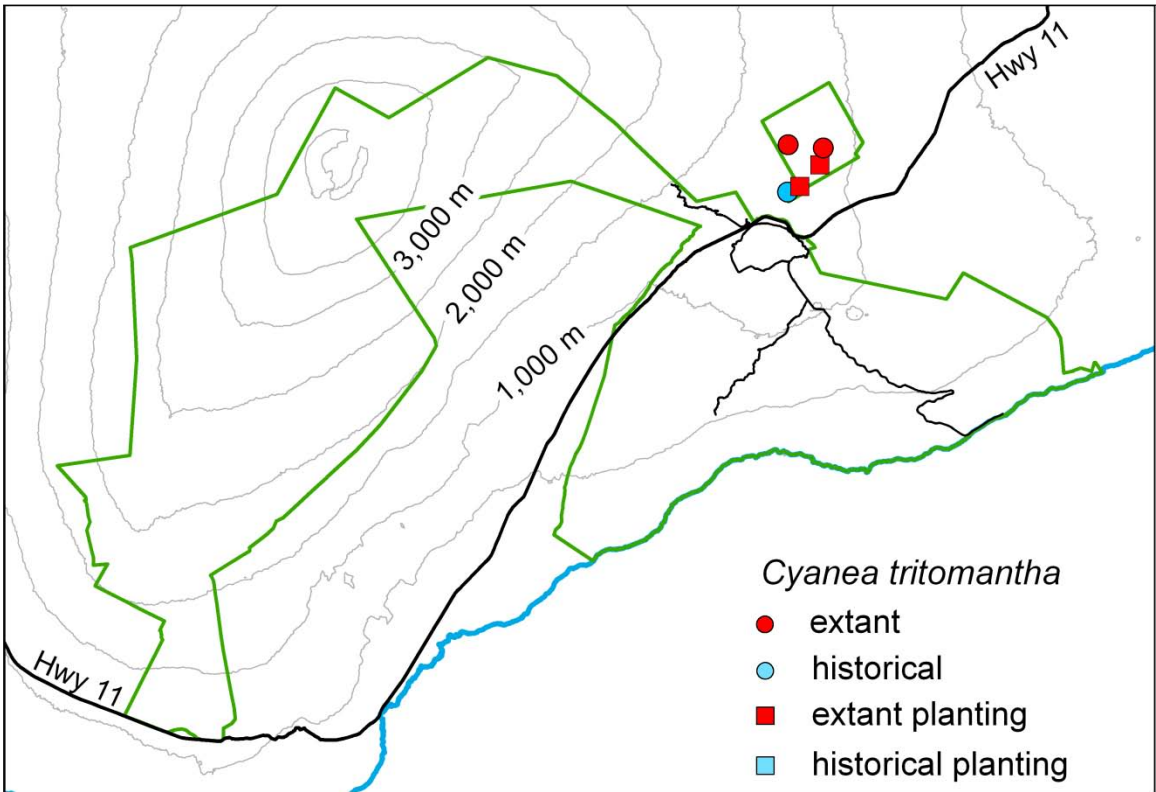 Hwy 11
3,000 m
2,000 m
1,000 m
Hwy 11
Cyanea tritomantha
extant
historical
extant planting
historical planting